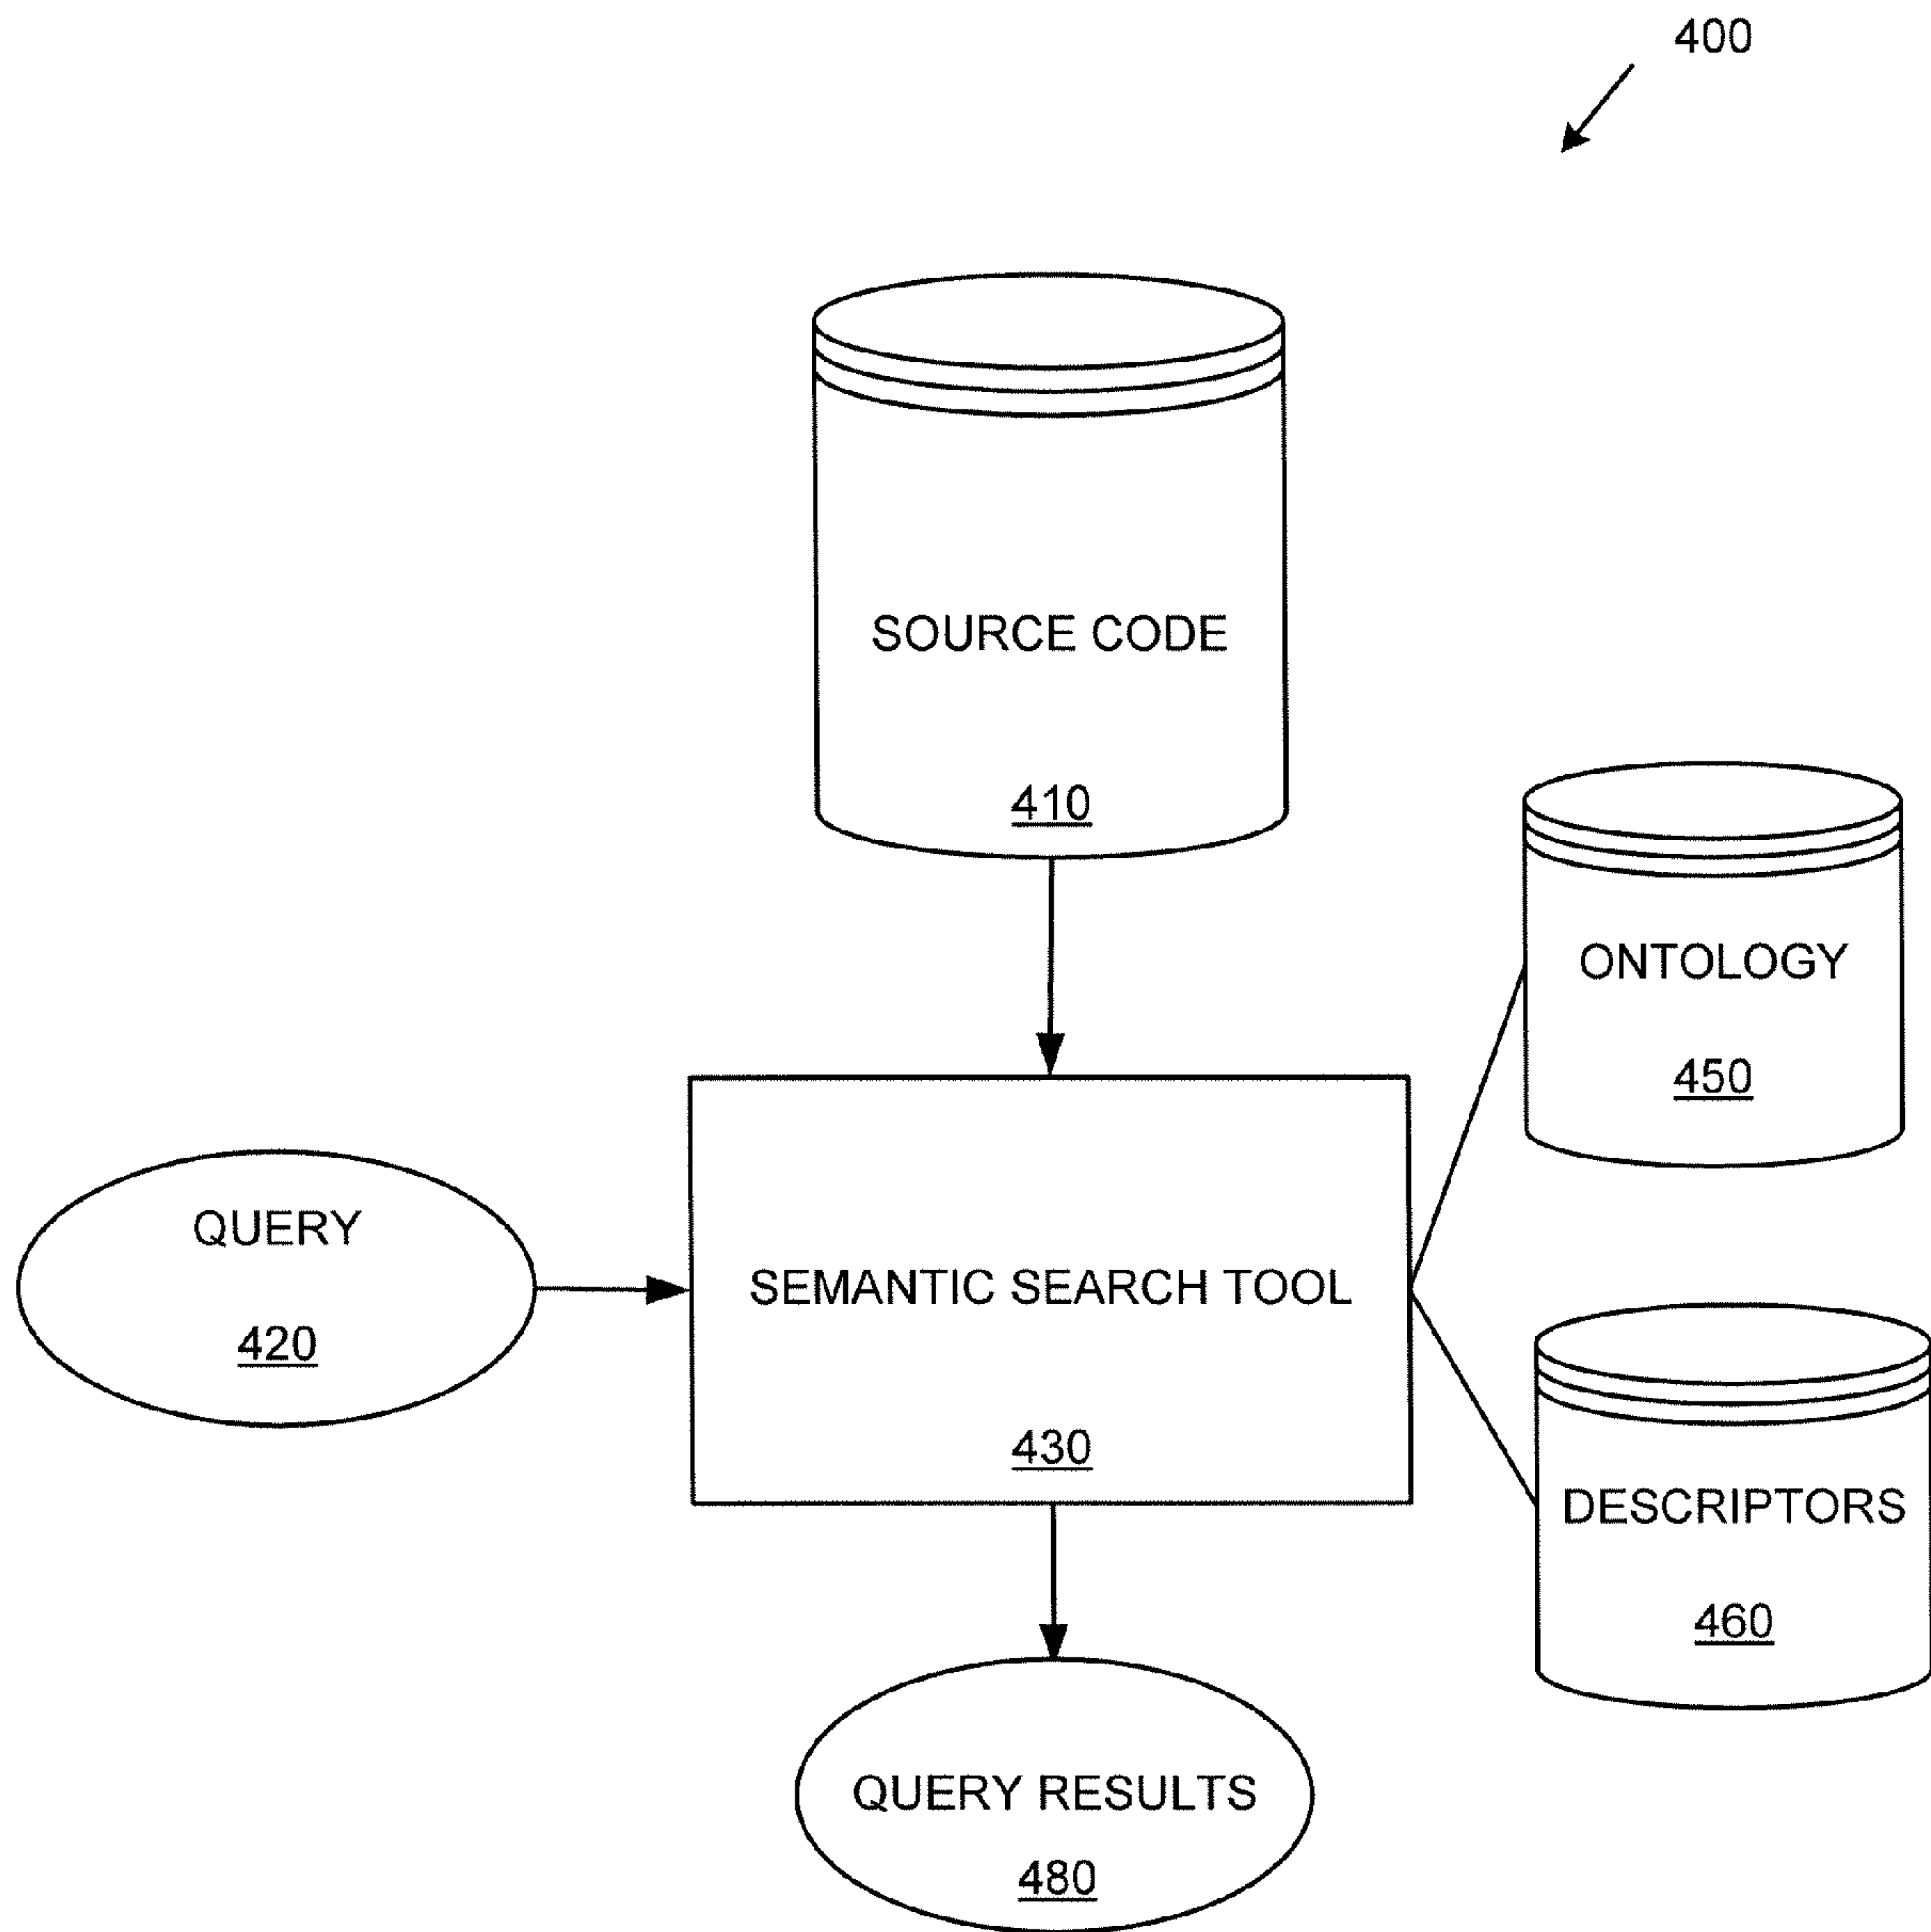 400
SOURCE CODE
410
ONTOLOGY
450
QUERY
420
SEMANTIC SEARCH TOOL
430
DESCRIPTORS
460
QUERY RESULTS
480